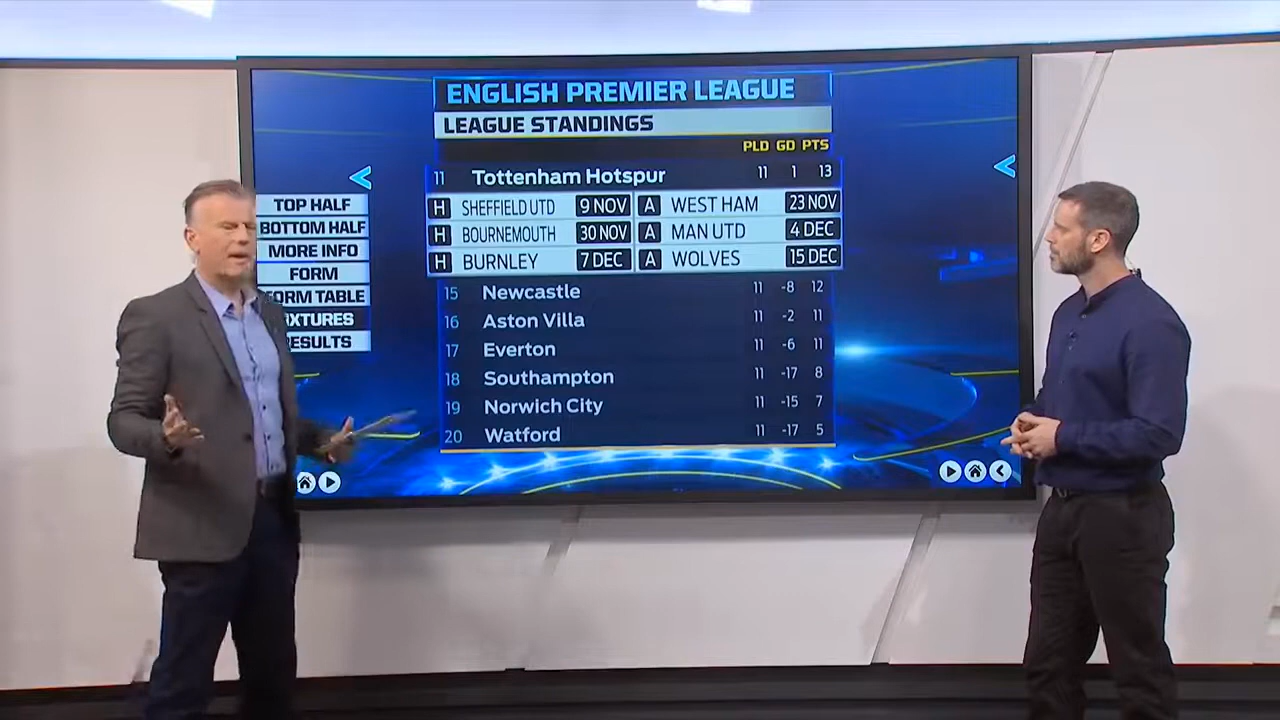 ENGLISH PREMIER LEAGUE
LEAGUE STANDINGS
PLD GD PTS
11 Tottenham Hotspur 11 1 13
H SHEFFIELD UTD 9 NOV A WEST HAM 23 NOV
H BOURNEMOUTH 30 NOV A MAN UTD 4 DEC
H BURNLEY 7 DEC A WOLVES 15 DEC
15 Newcastle 11 -8 12
16 Aston Villa 11 -2 11
17 Everton 11 -6 11
18 Southampton 11 -17 8
19 Norwich City 11 -15 7
20 Watford 11 -17 5
TOP HALF
BOTTOM HALF
MORE INFO
FORM
ORM TABLE
IXTURES
ESULTS